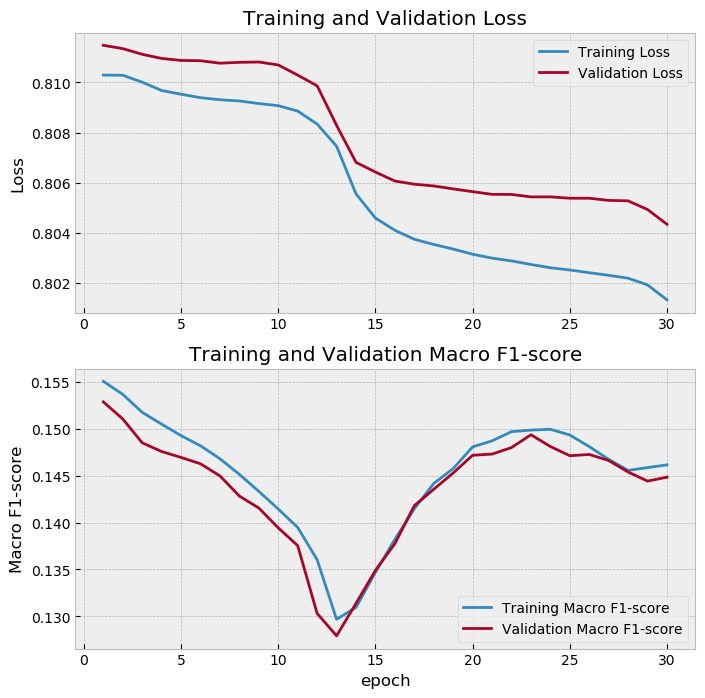 Training and Validation Loss
Loss
0.810
0.808
0.806
0.804
0.802
Training Loss
Validation Loss
0 5 10 15 20 25 30
Training and Validation Macro F1-score
Macro F1-score
0.155
0.150
0.145
0.140
0.135
0.130
Training Macro F1-score
Validation Macro F1-score
0 5 10 15 20 25 30
epoch